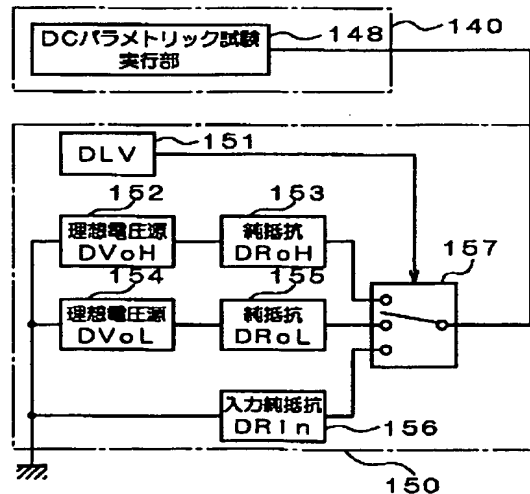 DCパラメトリック試験
実行部
148
140
DLV
151
152
153
理想電圧源
DVoH
純抵抗
DRoH
154
155
157
理想電圧源
DVoL
純抵抗
DRoL
入力純抵抗
DRIn
156
150